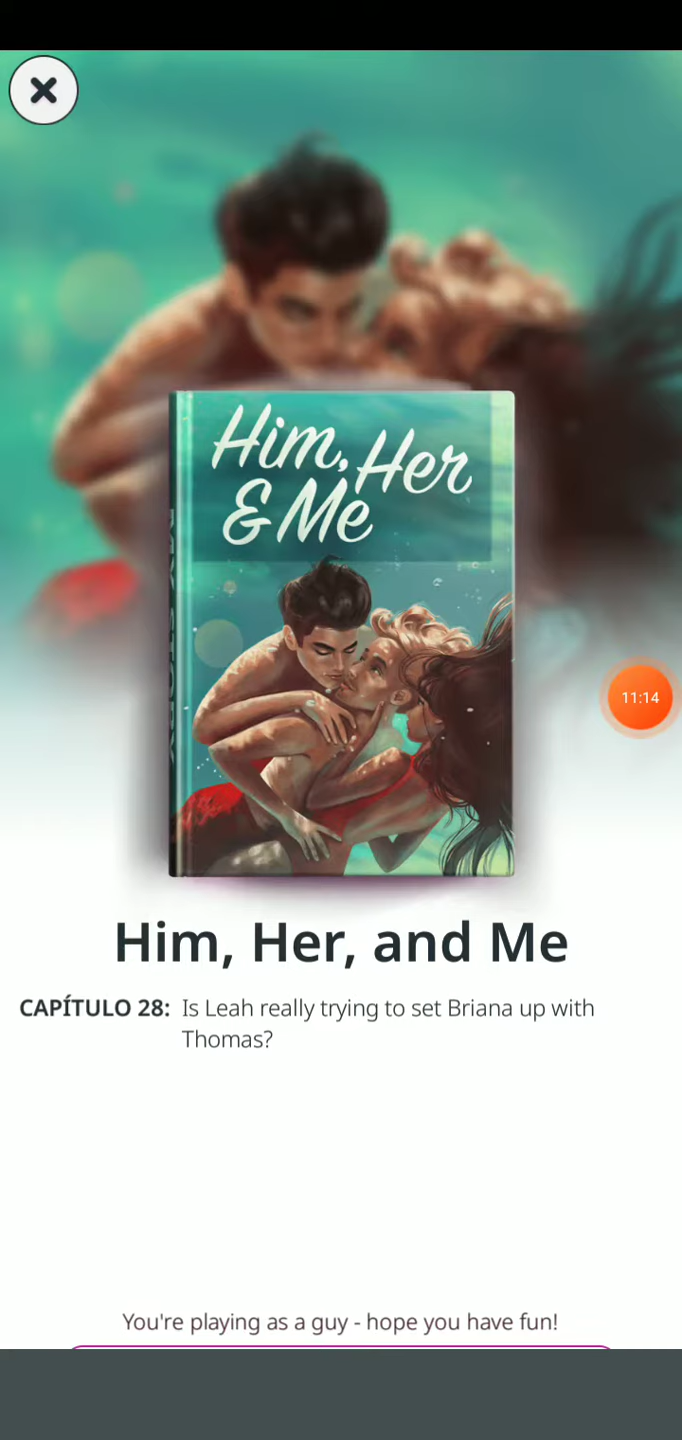 Him, Her
& Me
11:14
Him, Her, and Me
CAPÍTULO 28: Is Leah really trying to set Briana up with
Thomas?
You're playing as a guy - hope you have fun!